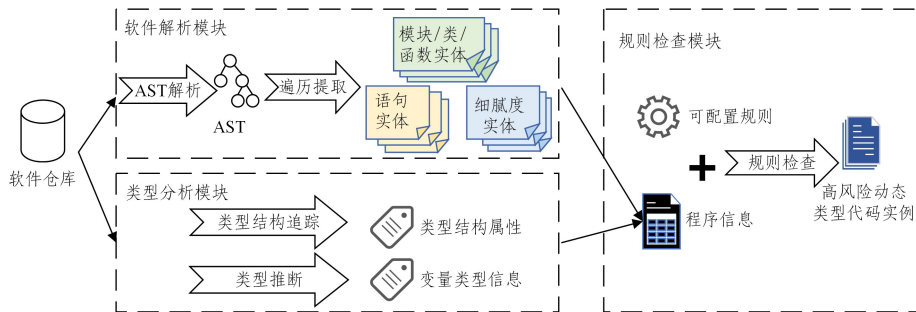 软件解析模块
AST解析
AST
遍历提取
模块/类/
函数实体
语句
实体
细腻度
实体
软件仓库
类型分析模块
类型结构追踪
类型结构属性
类型推断
变量类型信息
规则检查模块
可配置规则
程序信息
规则检查
高风险动态
类型代码实例